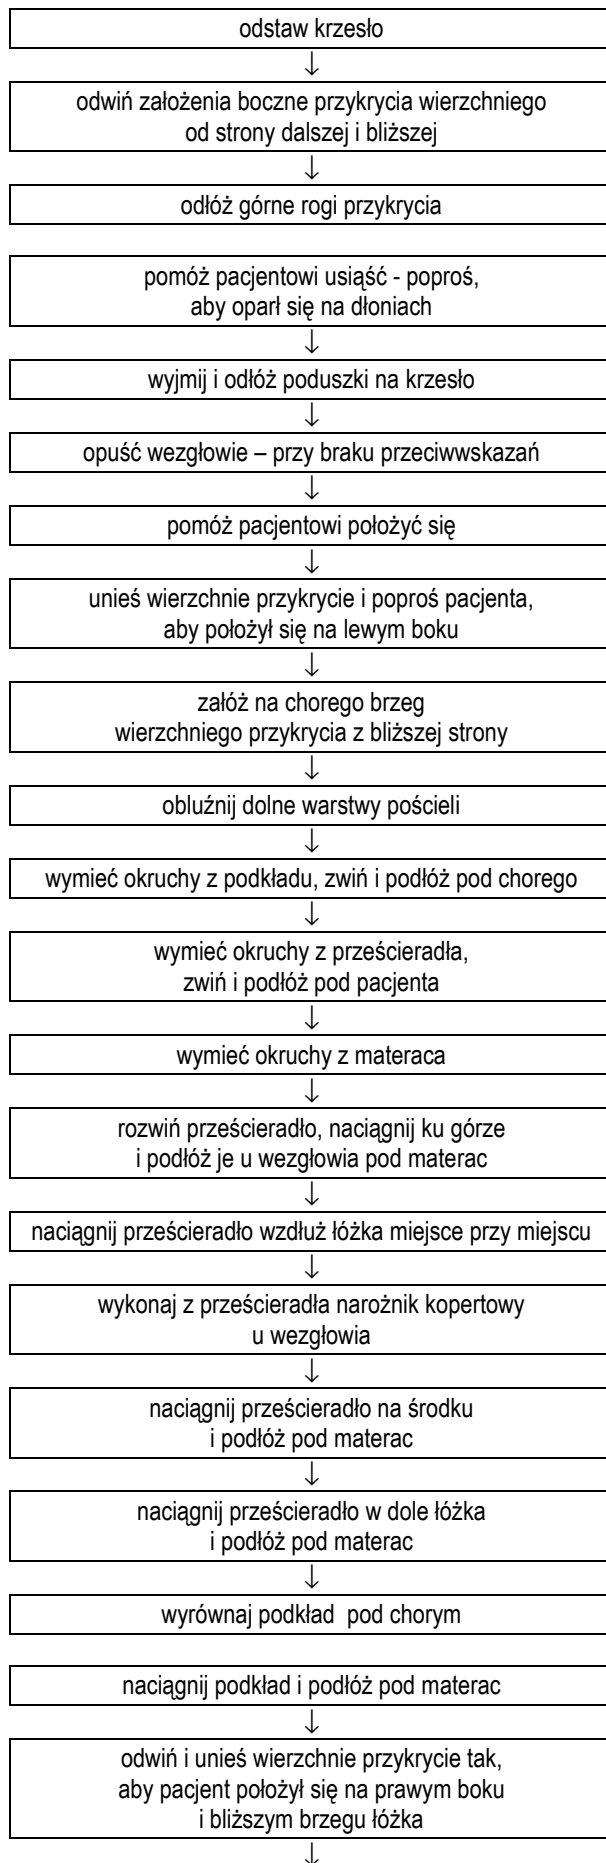 odstaw krzesło
↓
odwiń założenia boczne przykrycia wierzchniego
od strony dalszej i bliższej
↓
odłóż górne rogi przykrycia
pomóż pacjentowi usiąść - poproś,
aby oparł się na dłoniach
↓
wyjmij i odłóż poduszki na krzesło
↓
opuść wezgłowie – przy braku przeciwwskazań
↓
pomóż pacjentowi położyć się
↓
unieś wierzchnie przykrycie i poproś pacjenta,
aby położył się na lewym boku
↓
załóż na chorego brzeg
wierzchniego przykrycia z bliższej strony
↓
obluźnij dolne warstwy pościeli
↓
wymieć okruchy z podkładu, zwiń i podłóż pod chorego
↓
wymieć okruchy z prześcieradła,
zwiń i podłóż pod pacjenta
↓
wymieć okruchy z materaca
↓
rozwiń prześcieradło, naciągnij ku górze
i podłóż je u wezgłowia pod materac
↓
naciągnij prześcieradło wzdłuż łóżka miejsce przy miejscu
↓
wykonaj z prześcieradła narożnik kopertowy
u wezgłowia
↓
naciągnij prześcieradło na środku
i podłóż pod materac
↓
naciągnij prześcieradło w dole łóżka
i podłóż pod materac
↓
wyrównaj podkład pod chorym
naciągnij podkład i podłóż pod materac
↓
odwiń i unieś wierzchnie przykrycie tak,
aby pacjent położył się na prawym boku
i bliższym brzegu łóżka
↓